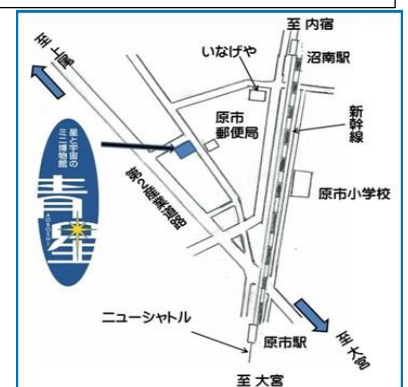 至 内宿
至 上尾
いなげや
沼南駅
新幹線
原市
郵便局
星と宇宙の
ミニ博物館
青星
AOBOSHI
第2産業道路
原市小学校
ニューシャトル
原市駅
至 大宮
至 大宮